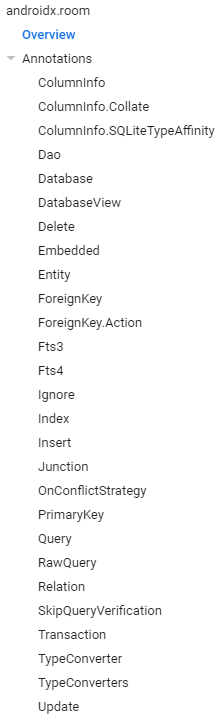 androidx.room
Overview
Annotations
ColumnInfo
ColumnInfo.Collate
ColumnInfo.SQLiteTypeAffinity
Dao
Database
DatabaseView
Delete
Embedded
Entity
ForeignKey
ForeignKey.Action
Fts3
Fts4
Ignore
Index
Insert
Junction
OnConflictStrategy
PrimaryKey
Query
RawQuery
Relation
SkipQueryVerification
Transaction
TypeConverter
TypeConverters
Update